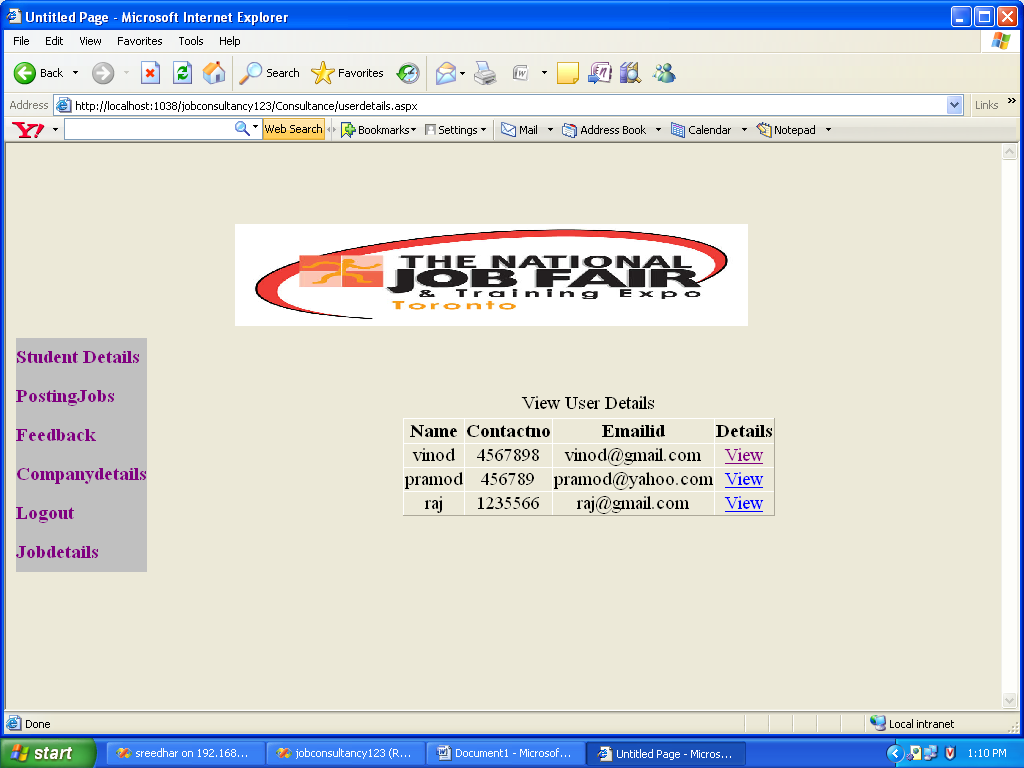 Untitled Page - Microsoft Internet Explorer
File Edit View Favorites Tools Help
Back Search Favorites
Address http://localhost:1038/jobconsultancy123/Consultance/userdetails.aspx Links »
Y! Web Search Bookmarks Settings Mail Address Book Calendar Notepad
THE NATIONAL
JOB FAIR
& Training Expo
Toronto
Student Details
PostingJobs
Feedback
Companydetails
Logout
Jobdetails
View User Details
Name Contactno Emailid Details
vinod 4567898 vinod@gmail.com View
pramod 456789 pramod@yahoo.com View
raj 1235566 raj@gmail.com View
Done Local intranet
start sreedhar on 192.168... jobconsultancy123 (R... Document1 - Microsof... Untitled Page - Micros... 1:10 PM